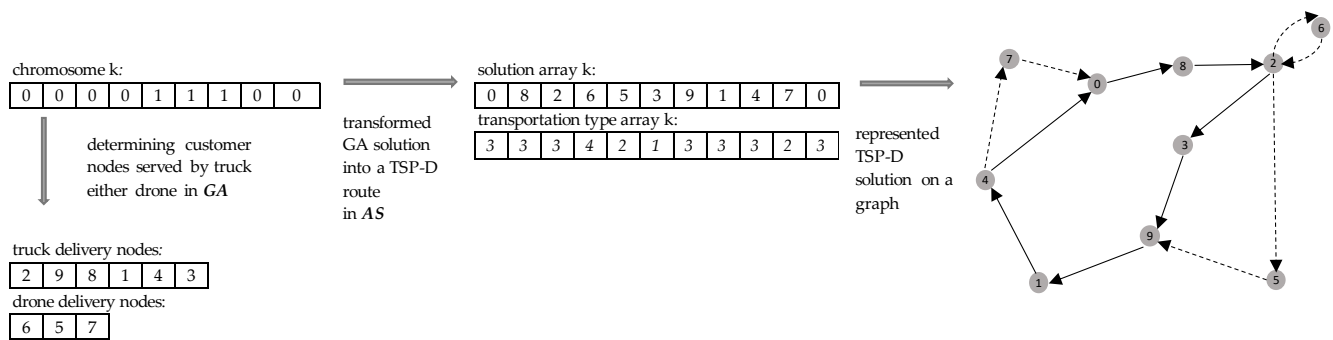 chromosome k:
0 0 0 0 1 1 1 0 0
determining customer
nodes served by truck
either drone in GA
truck delivery nodes:
2 9 8 1 4 3
drone delivery nodes:
6 5 7
transformed
GA solution
into a TSP-D
route
in AS
solution array k:
0 8 2 6 5 3 9 1 4 7 0
transportation type array k:
3 3 3 4 2 1 3 3 3 2 3
represented
TSP-D
solution on a
graph
6
7
8
2
0
3
4
9
1
5